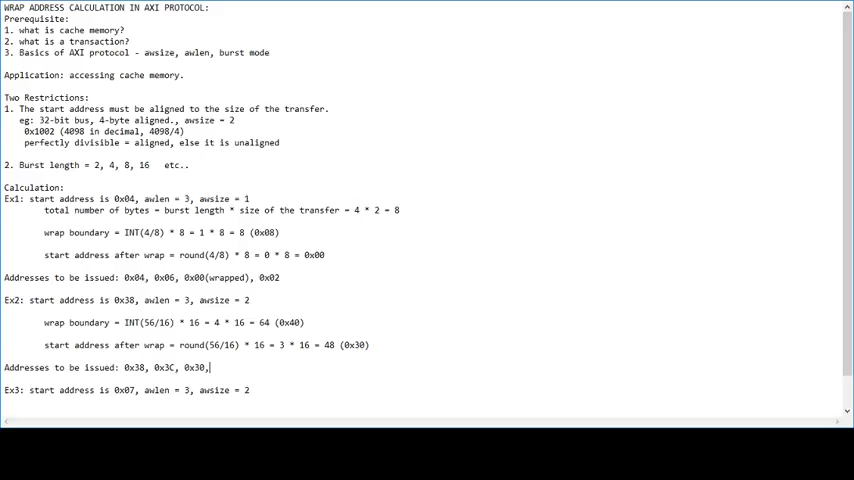 WRAP ADDRESS CALCULATION IN AXI PROTOCOL:
Prerequisite:
1. what is cache memory?
2. what is a transaction?
3. Basics of AXI protocol - awsize, awlen, burst mode
Application: accessing cache memory.
Two Restrictions:
1. The start address must be aligned to the size of the transfer.
eg: 32-bit bus, 4-byte aligned., awsize = 2
0x1002 (4098 in decimal, 4098/4)
perfectly divisible = aligned, else it is unaligned
2. Burst length = 2, 4, 8, 16 etc..
Calculation:
Ex1: start address is 0x04, awlen = 3, awsize = 1
total number of bytes = burst length * size of the transfer = 4 * 2 = 8
wrap boundary = INT(4/8) * 8 = 1 * 8 = 8 (0x08)
start address after wrap = round(4/8) * 8 = 0 * 8 = 0x00
Addresses to be issued: 0x04, 0x06, 0x00(wrapped), 0x02
Ex2: start address is 0x38, awlen = 3, awsize = 2
wrap boundary = INT(56/16) * 16 = 4 * 16 = 64 (0x40)
start address after wrap = round(56/16) * 16 = 3 * 16 = 48 (0x30)
Addresses to be issued: 0x38, 0x3C, 0x30,
Ex3: start address is 0x07, awlen = 3, awsize = 2